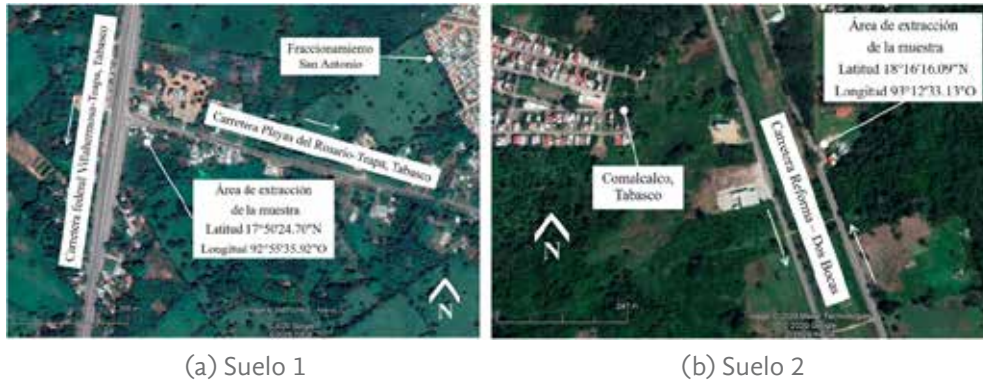 Carretera federal Villahermosa-Teapa, Tabasco
Fraccionamiento
San Antonio
Carretera Playas del Rosario-Teapa, Tabasco
Área de extracción
de la muestra
Latitud 17°50'24.70"N
Longitud 92°55'35.92"O
N
(a) Suelo 1
Área de extracción
de la muestra
Latitud 18°16'16.09"N
Longitud 93°12'33.13"O
Comalcalco,
Tabasco
Carretera Reforma – Dos Bocas
N
(b) Suelo 2